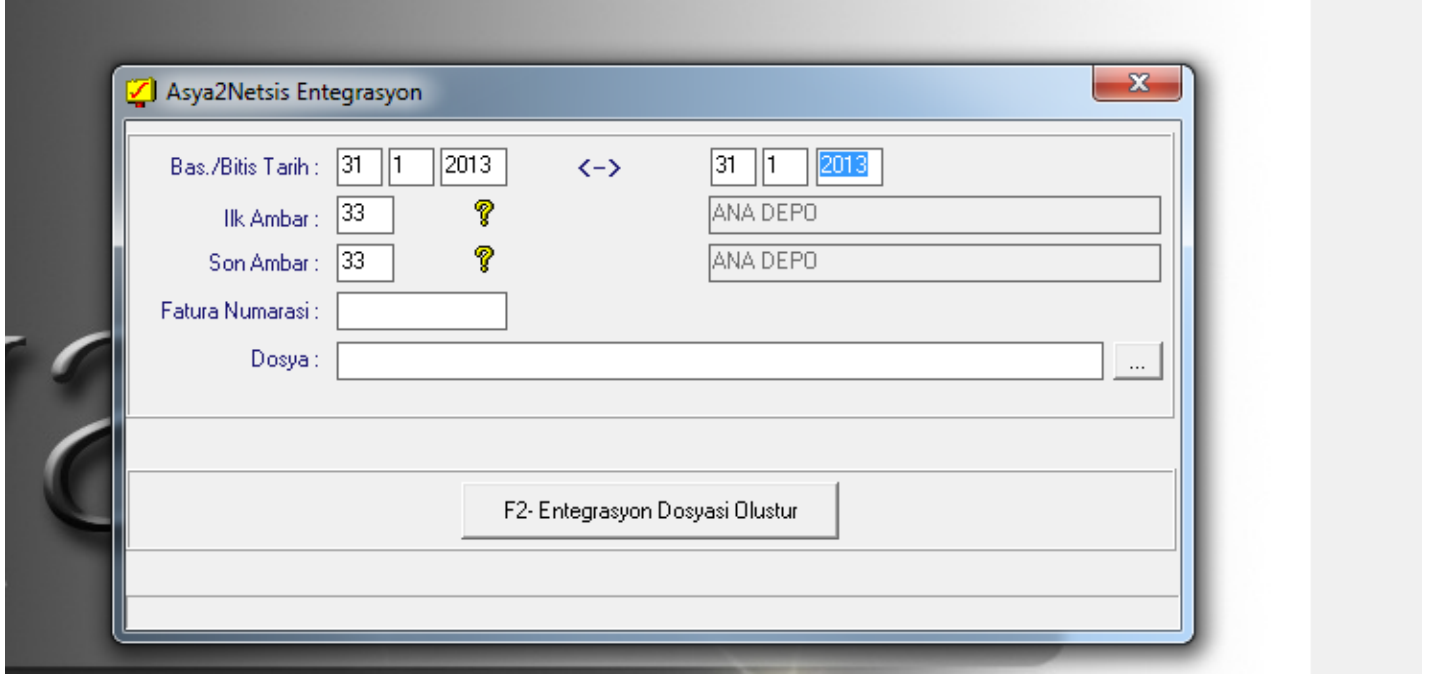 Asya2Netsis Entegrasyon
Bas./Bitis Tarih : 31 1 2013 <-> 31 1 2013
Ilk Ambar : 33 ANA DEPO
Son Ambar : 33 ANA DEPO
Fatura Numarasi :
Dosya : ...
F2- Entegrasyon Dosyasi Olustur